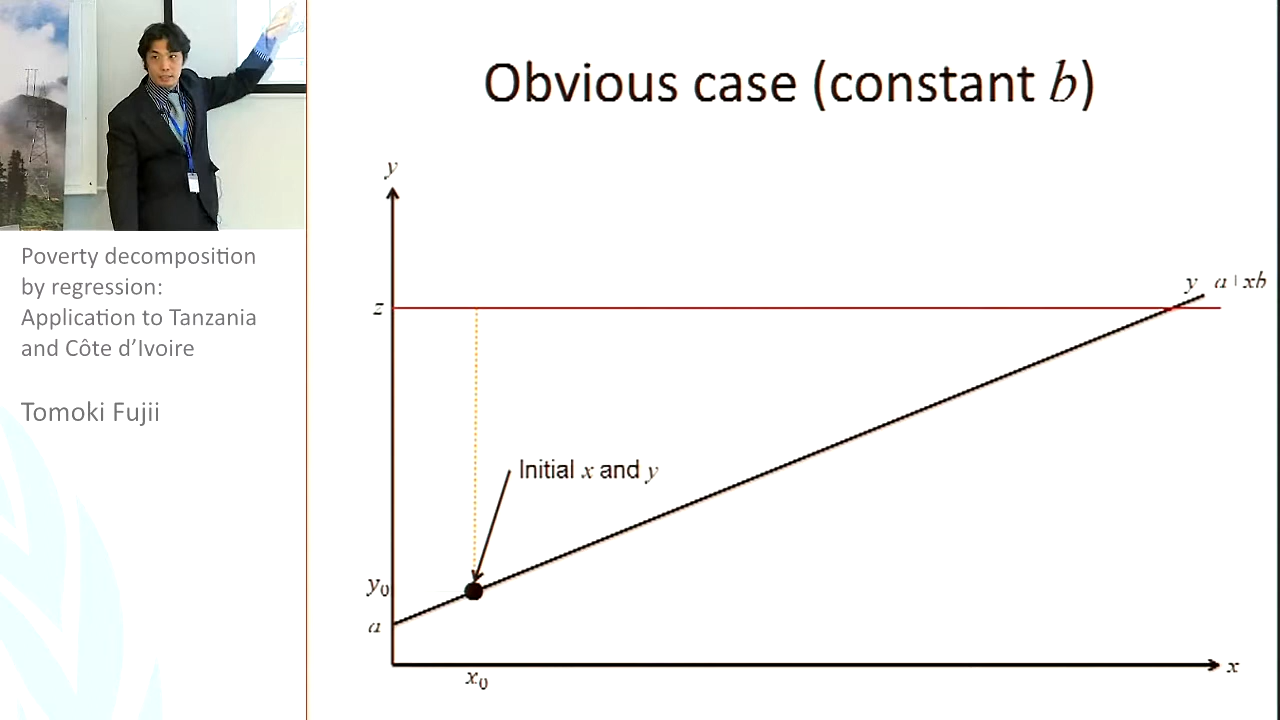 Obvious case (constant b)
y
y a+xb
z
Initial x and y
y₀
a
x₀
x
Poverty decomposition
by regression:
Application to Tanzania
and Côte d’Ivoire
Tomoki Fujii